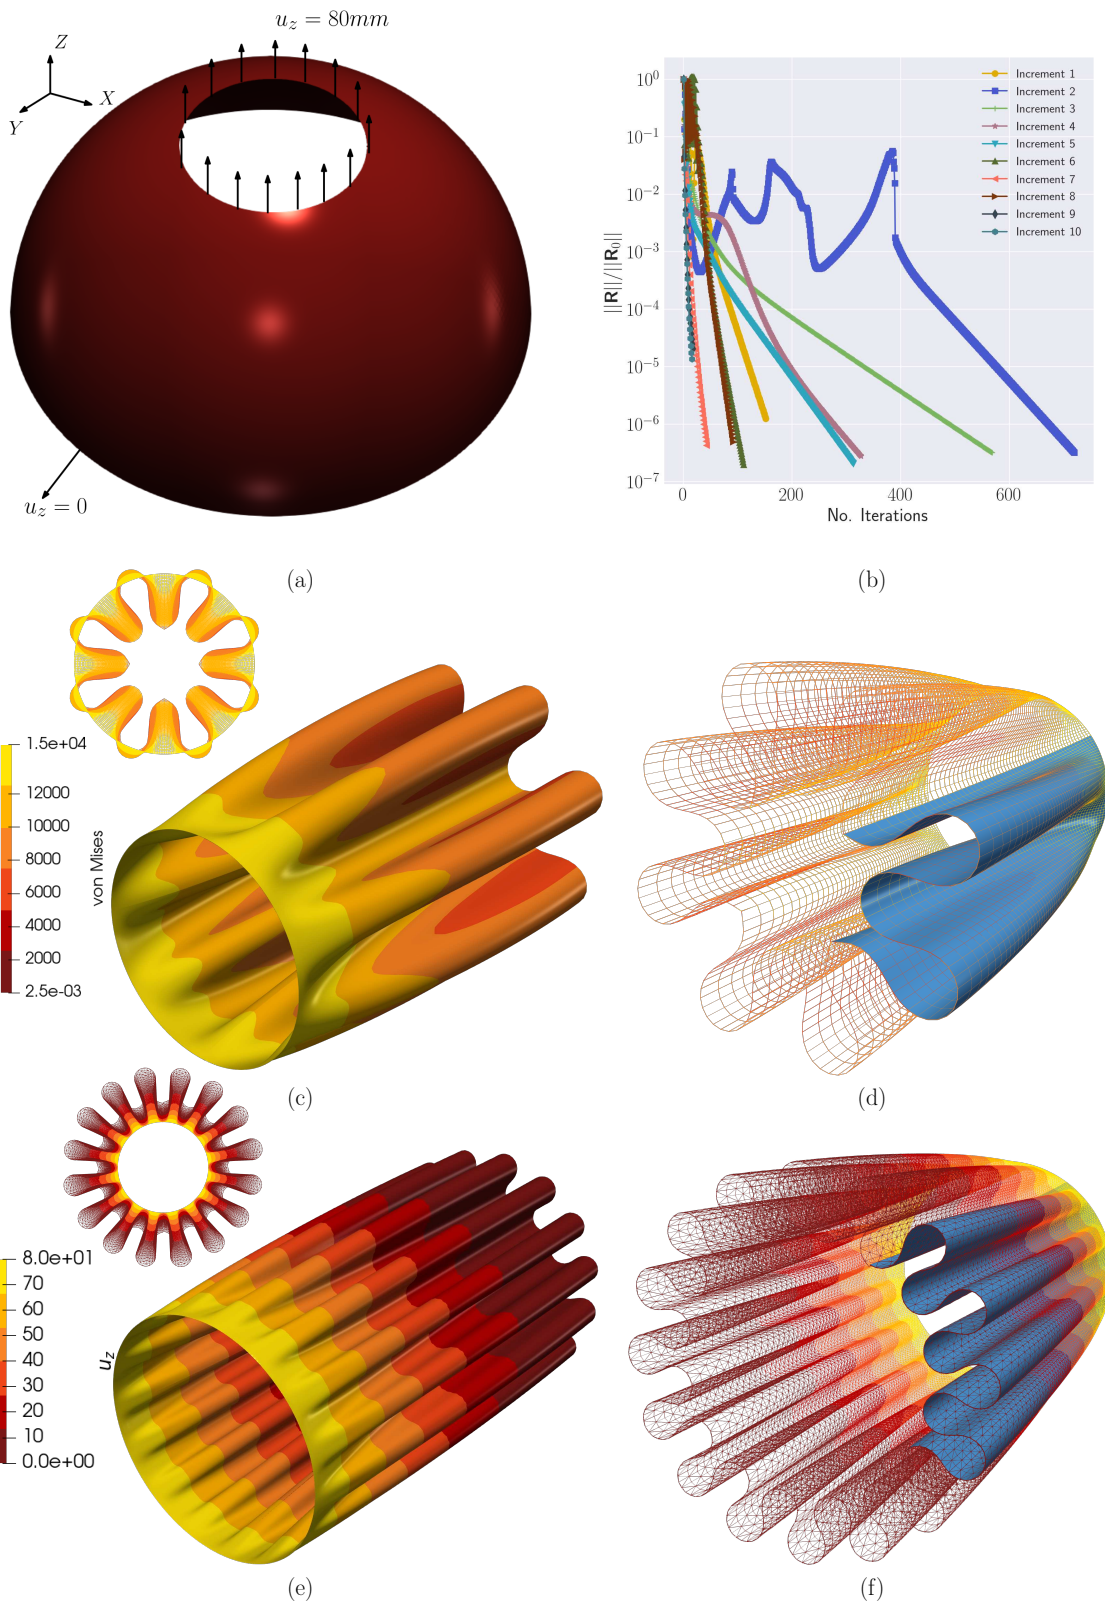 u_z = 80mm
Z
X
Y
u_z = 0
(a)
10^0
10^-1
10^-2
10^-3
10^-4
10^-5
10^-6
10^-7
||R||/||R_0||
0
200
400
600
No. Iterations
Increment 1
Increment 2
Increment 3
Increment 4
Increment 5
Increment 6
Increment 7
Increment 8
Increment 9
Increment 10
(b)
1.5e+04
12000
10000
8000
6000
4000
2000
2.5e-03
von Mises
(c)
(d)
8.0e+01
70
60
50
40
30
20
10
0.0e+00
u_z
(e)
(f)